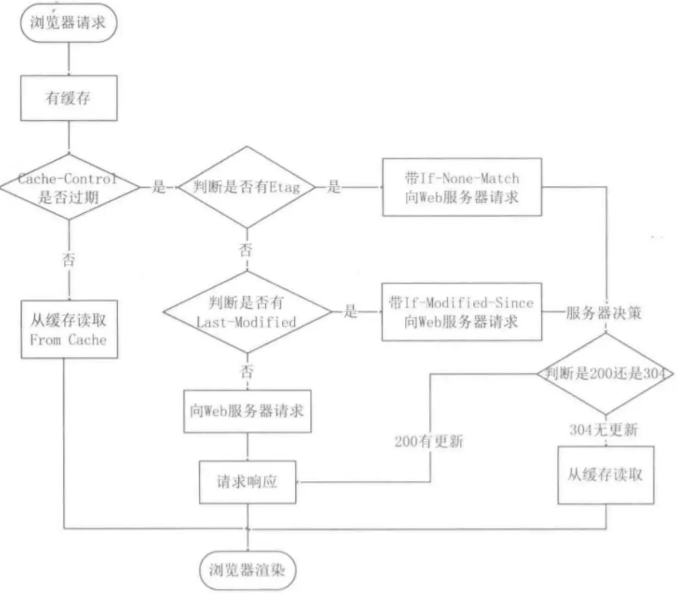 浏览器请求
有缓存
Cache-Control
是否过期
是
判断是否有Etag
是
带If-None-Match
向Web服务器请求
否
否
从缓存读取
From Cache
判断是否有
Last-Modified
是
带If-Modified-Since
向Web服务器请求
服务器决策
判断是200还是304
否
向Web服务器请求
200有更新
304无更新
请求响应
从缓存读取
浏览器渲染